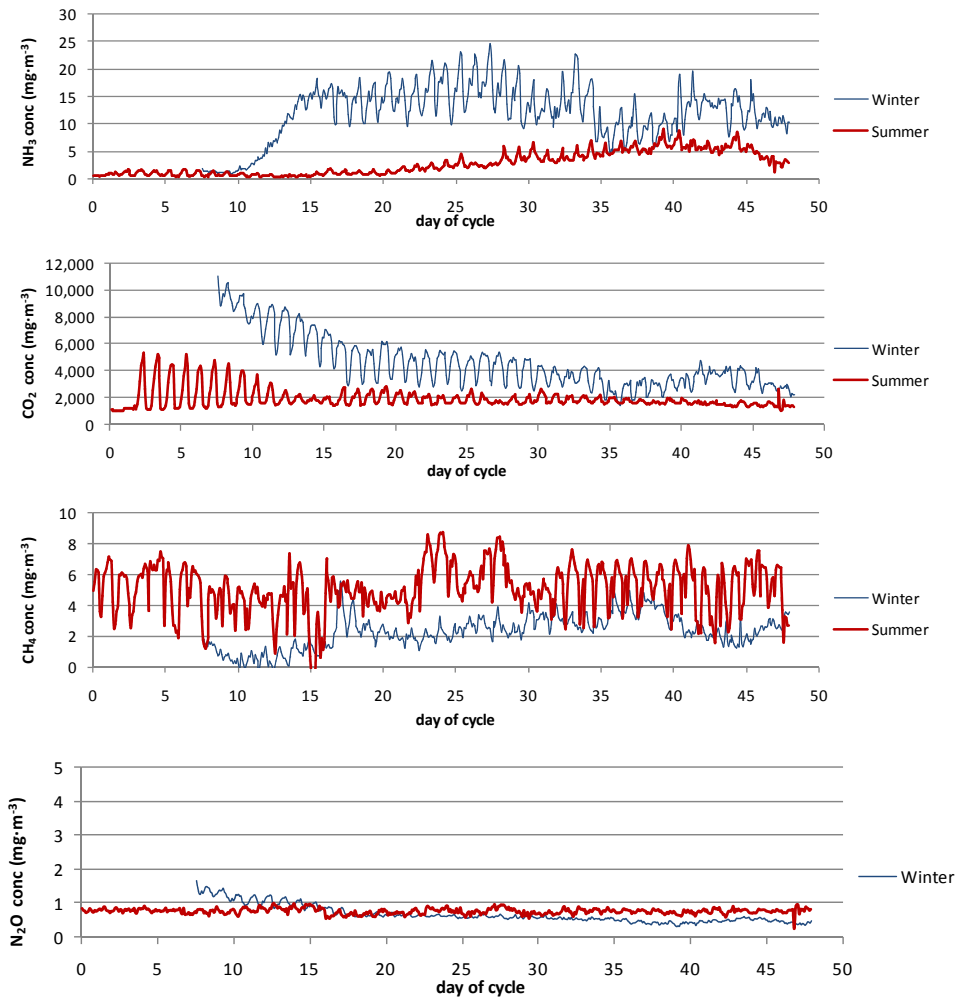 NH₃ conc (mg·m⁻³)
30
25
20
15
10
5
0
0 5 10 15 20 25 30 35 40 45 50
day of cycle
Winter
Summer
CO₂ conc (mg·m⁻³)
12,000
10,000
8,000
6,000
4,000
2,000
0
0 5 10 15 20 25 30 35 40 45 50
day of cycle
Winter
Summer
CH₄ conc (mg·m⁻³)
10
8
6
4
2
0
0 5 10 15 20 25 30 35 40 45 50
day of cycle
Winter
Summer
N₂O conc (mg·m⁻³)
5
4
3
2
1
0
0 5 10 15 20 25 30 35 40 45 50
day of cycle
Winter